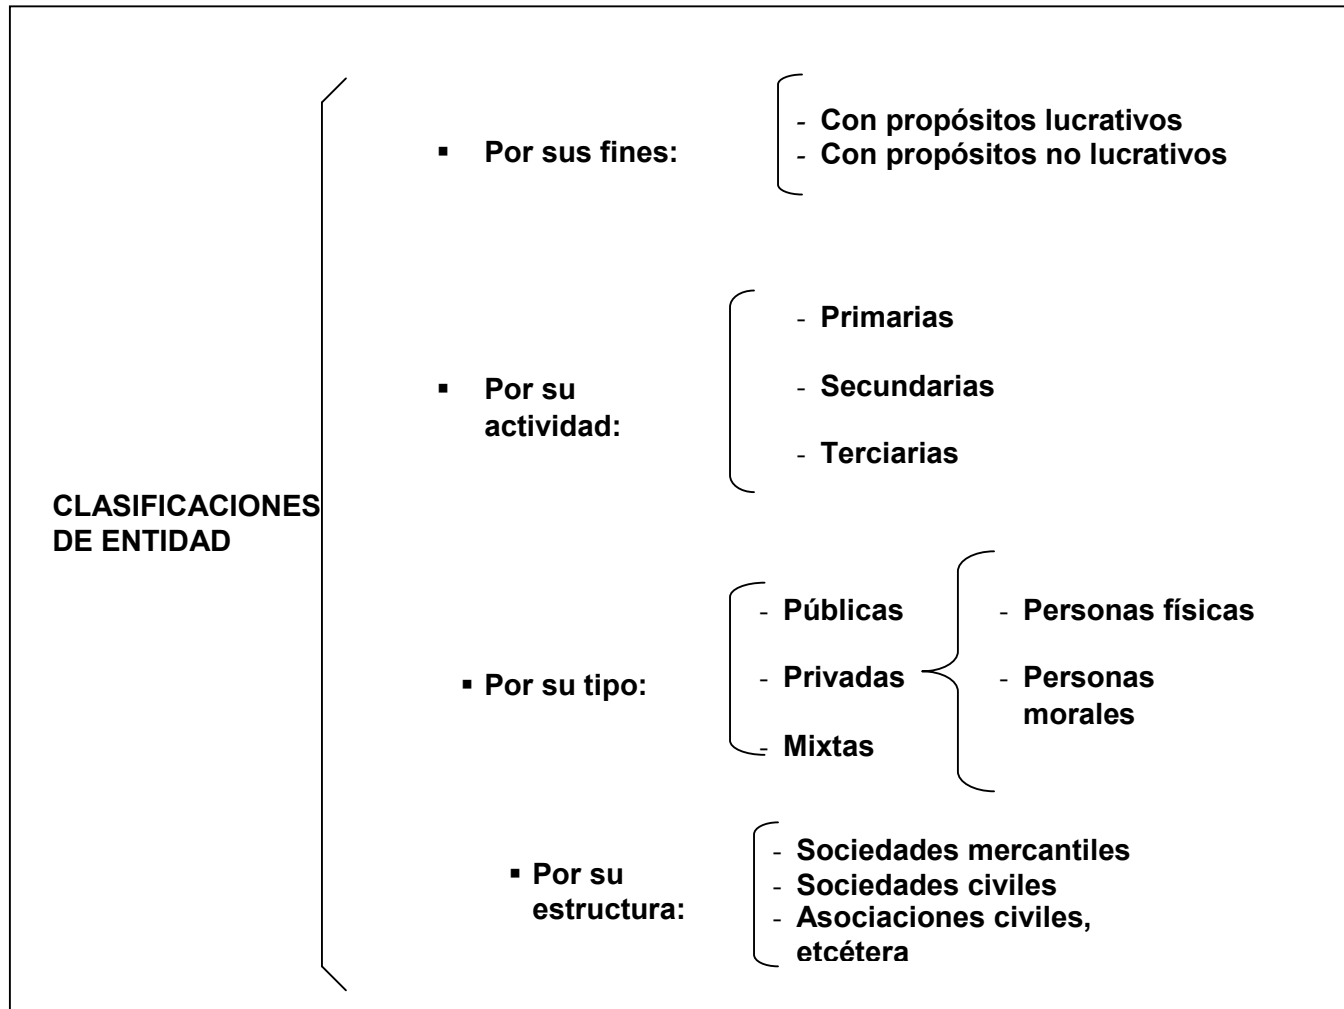 CLASIFICACIONES
DE ENTIDAD
▪ Por sus fines:
- Con propósitos lucrativos
- Con propósitos no lucrativos
▪ Por su
actividad:
- Primarias
- Secundarias
- Terciarias
▪ Por su tipo:
- Públicas
- Privadas
- Mixtas
- Personas físicas
- Personas
morales
▪ Por su
estructura:
- Sociedades mercantiles
- Sociedades civiles
- Asociaciones civiles,
etcétera